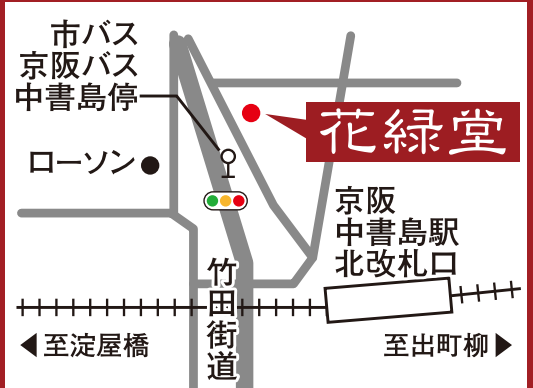 市バス
京阪バス
中書島停
花緑堂
ローソン
京阪
中書島駅
北改札口
竹田街道
◀至淀屋橋
至出町柳▶